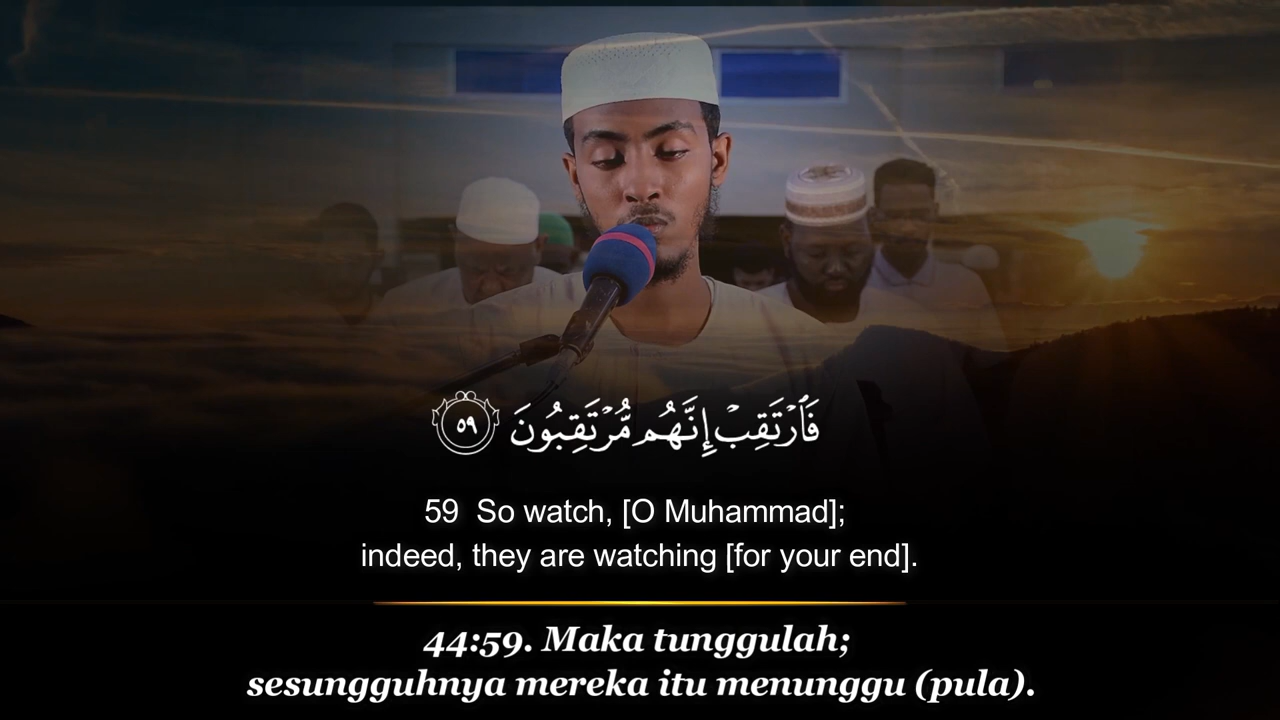 فَٱرْتَقِبْ إِنَّهُم مُّرْتَقِبُونَ ٥٩
59 So watch, [O Muhammad];
indeed, they are watching [for your end].
44:59. Maka tunggulah;
sesungguhnya mereka itu menunggu (pula).